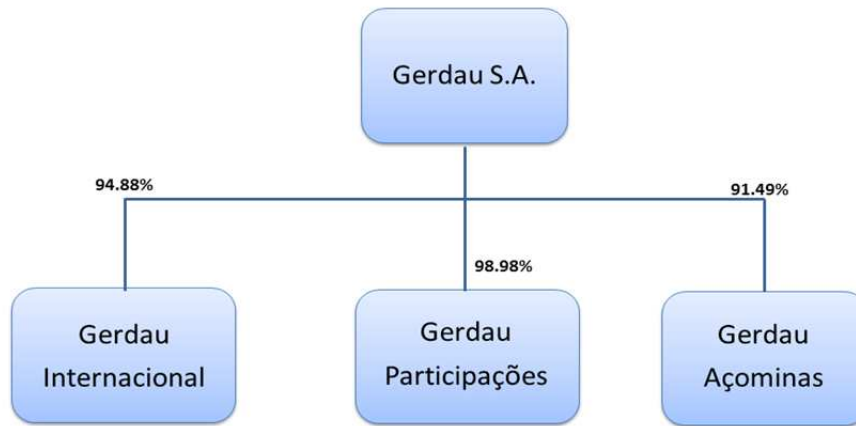 Gerdau S.A.
94.88%
91.49%
98.98%
Gerdau
Internacional
Gerdau
Participações
Gerdau
Açominas